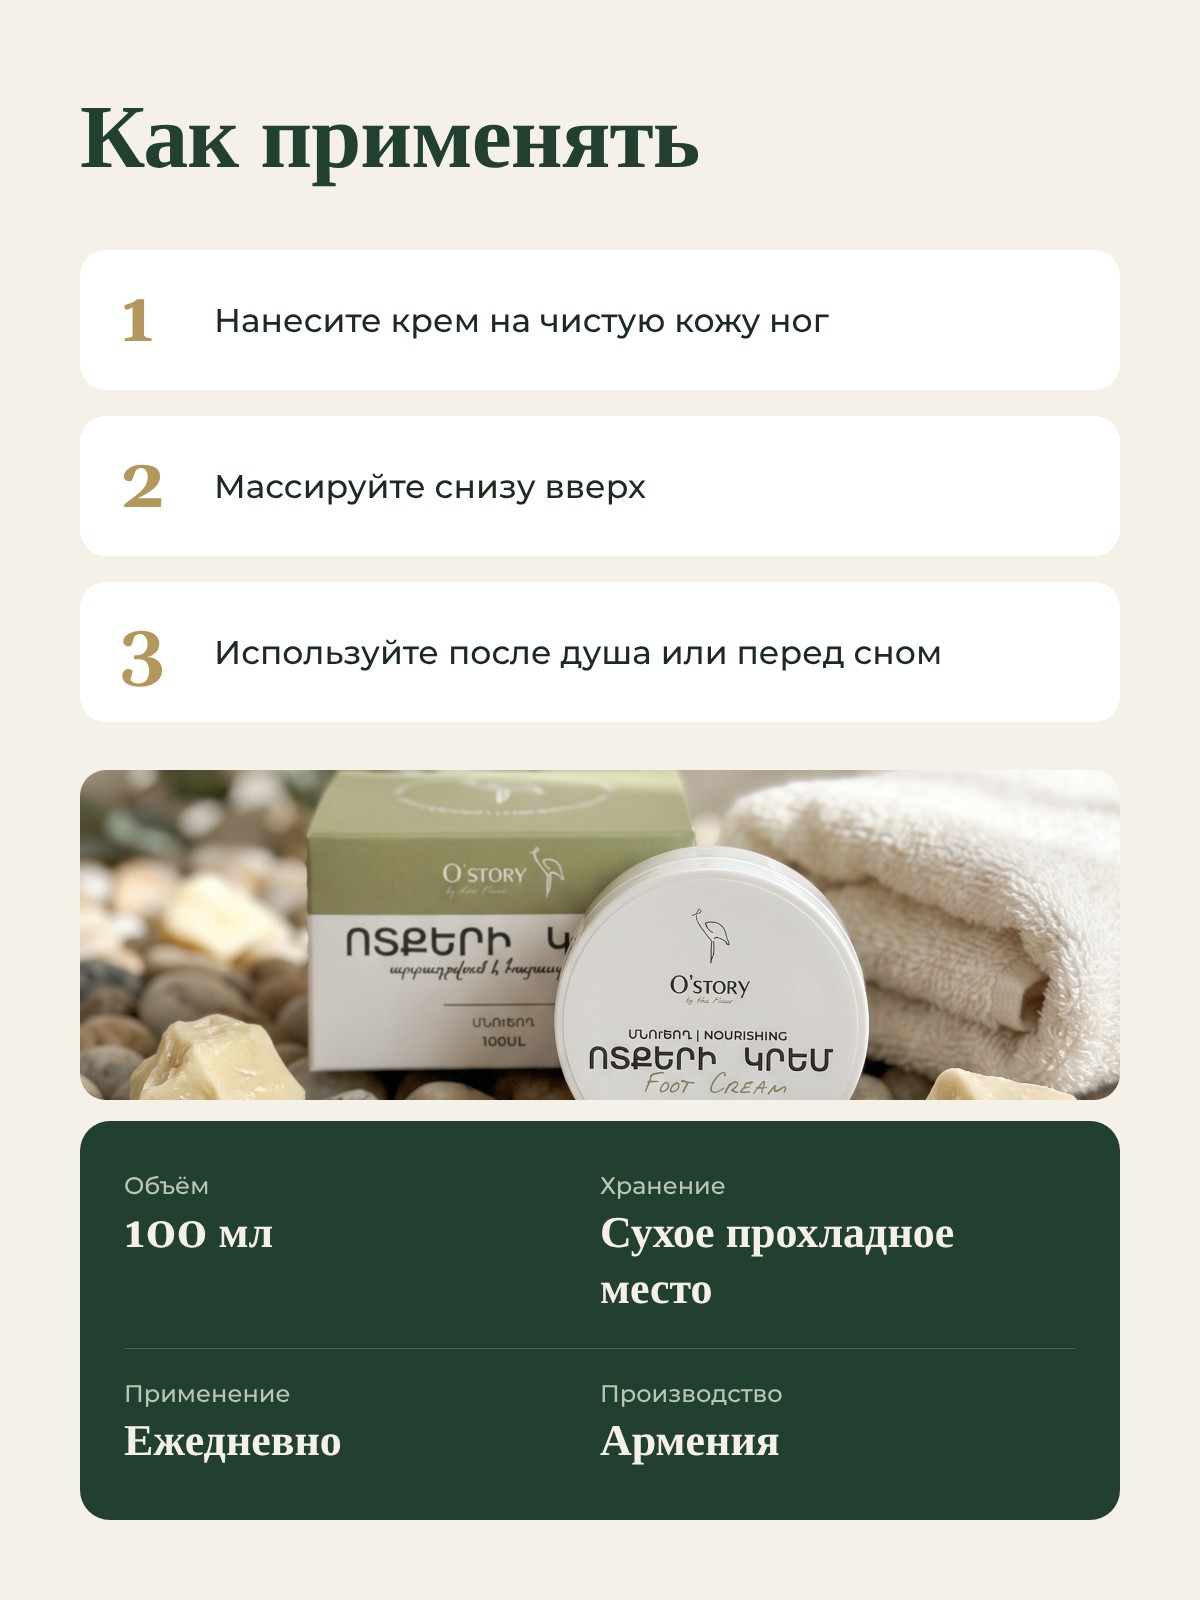 Как применять
1 Нанесите крем на чистую кожу ног
2 Массируйте снизу вверх
3 Используйте после душа или перед сном
O'STORY
ՈՏՔԵՐԻ
ՄՆՈՒՑՈՂ
100ՄԼ
O'STORY
ՄՆՈՒՑՈՂ | NOURISHING
ՈՏՔԵՐԻ ԿՐԵՄ
FOOT CREAM
Объём
100 мл
Хранение
Сухое прохладное
место
Применение
Ежедневно
Производство
Армения